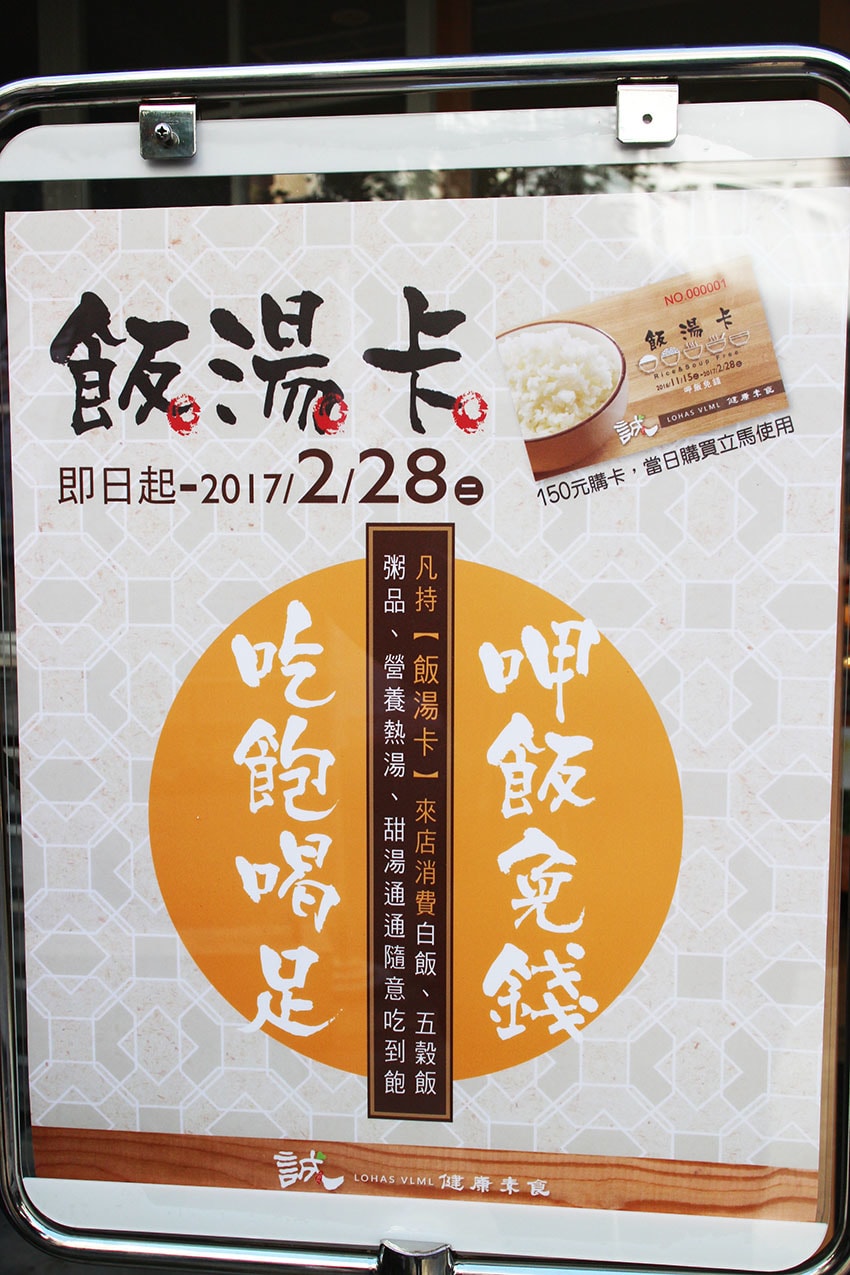 飯湯卡
即日起-2017/2/28㊁
NO.000001
飯湯卡
Rice&Soup Free
2016/11/15㊁-2017/2/28㊁
呷飯免錢
誠心 LOHAS VLML 健康素食
150元購卡，當日購買立馬使用
呷飯免錢
凡持【飯湯卡】來店消費白飯、五穀飯
粥品、營養熱湯、甜湯通通隨意吃到飽
吃飽喝足
誠心 LOHAS VLML 健康素食